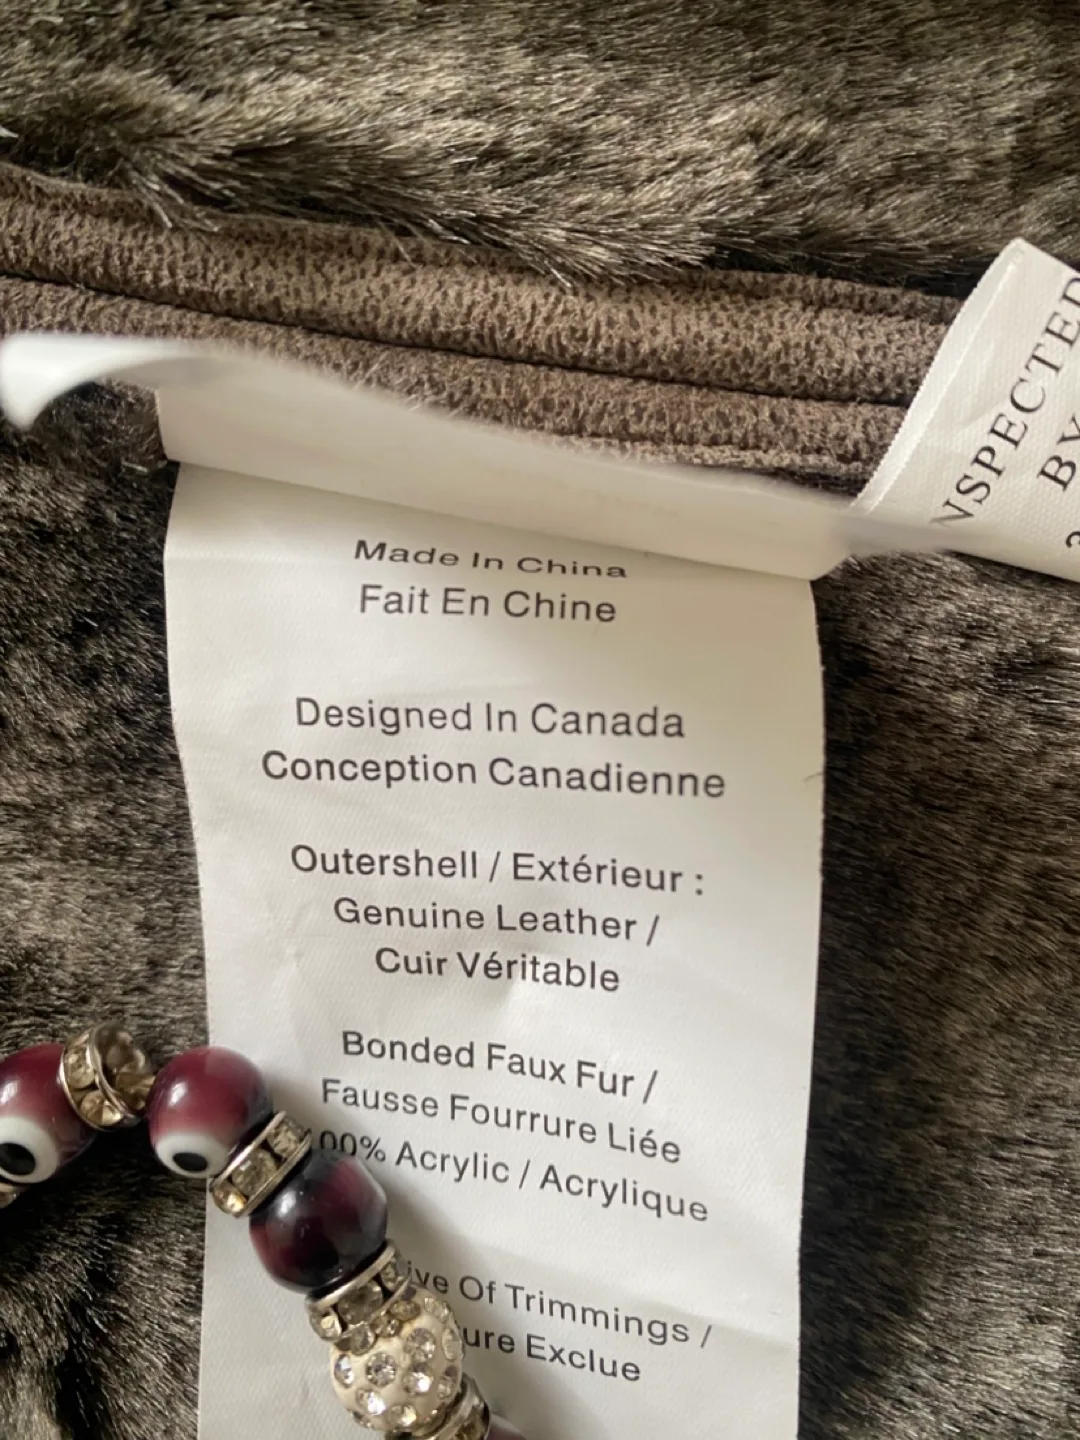 Made In China
Fait En Chine
Designed In Canada
Conception Canadienne
Outershell / Extérieur :
Genuine Leather /
Cuir Véritable
Bonded Faux Fur /
Fausse Fourrure Liée
Acrylic / Acrylique
Of Trimmings /
Exclue
BY